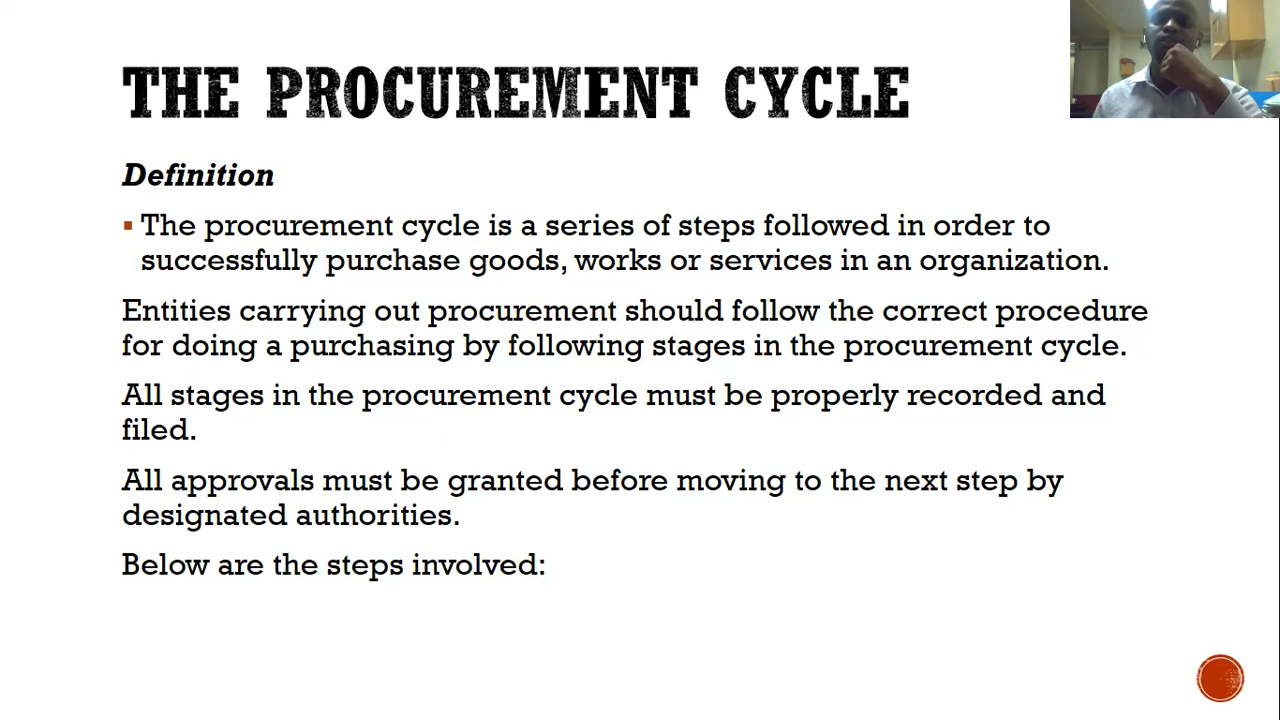 THE PROCUREMENT CYCLE
Definition
The procurement cycle is a series of steps followed in order to
successfully purchase goods, works or services in an organization.
Entities carrying out procurement should follow the correct procedure
for doing a purchasing by following stages in the procurement cycle.
All stages in the procurement cycle must be properly recorded and
filed.
All approvals must be granted before moving to the next step by
designated authorities.
Below are the steps involved: